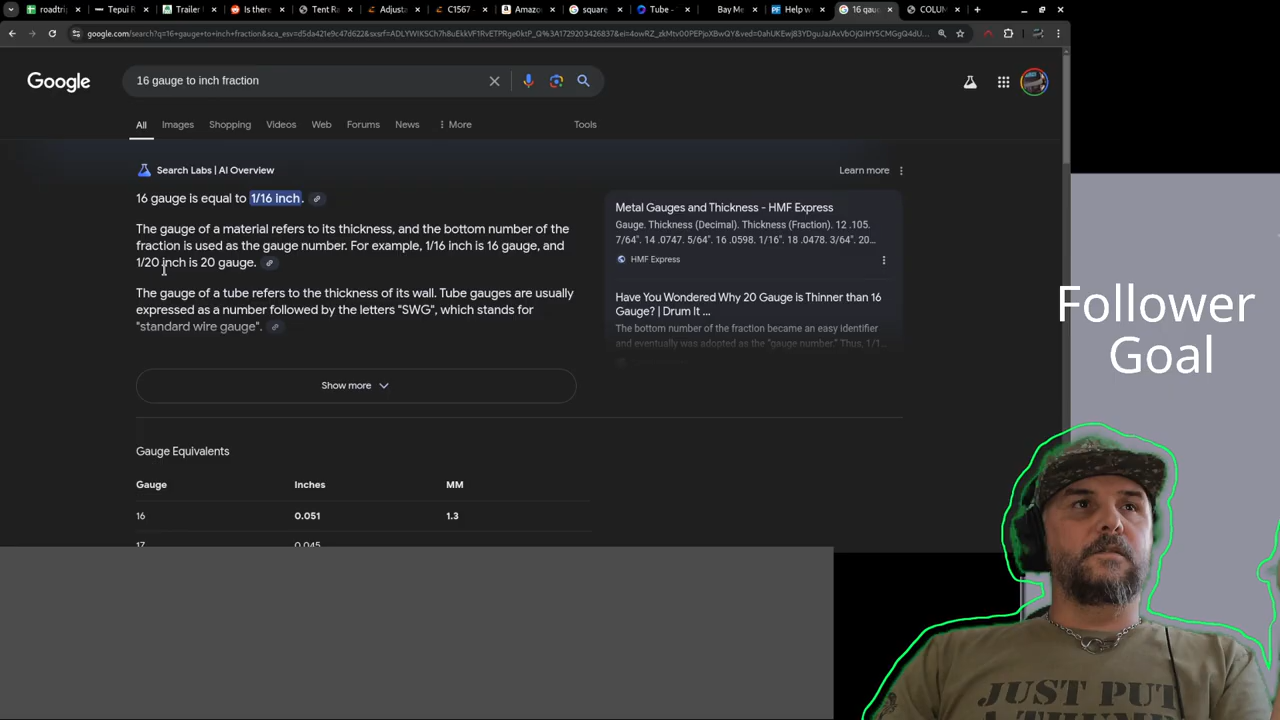 roadtri
Tepui R
Trailer
Is there
Tent Ra
Adjusta
C1567
Amazo
square
Tube -
Bay Me
Help w
16 gaug
COLUM
16 gauge to inch fraction
Google
All
Images
Shopping
Videos
Web
Forums
News
More
Tools
Search Labs | AI Overview
Learn more
16 gauge is equal to 1/16 inch.
The gauge of a material refers to its thickness, and the bottom number of the
fraction is used as the gauge number. For example, 1/16 inch is 16 gauge, and
1/20 inch is 20 gauge.
The gauge of a tube refers to the thickness of its wall. Tube gauges are usually
expressed as a number followed by the letters "SWG", which stands for
"standard wire gauge".
Show more
Metal Gauges and Thickness - HMF Express
Gauge. Thickness (Decimal). Thickness (Fraction). 12 .105.
7/64". 14 .0747. 5/64". 16 .0598. 1/16". 18 .0478. 3/64". 20...
HMF Express
Have You Wondered Why 20 Gauge is Thinner than 16
Gauge? | Drum It ...
The bottom number of the fraction became an easy identifier
and eventually was adopted as the "gauge number." Thus, 1/1...
Gauge Equivalents
Gauge Inches MM
16 0.051 1.3
17 0.045
Follower
Goal
JUST PUT